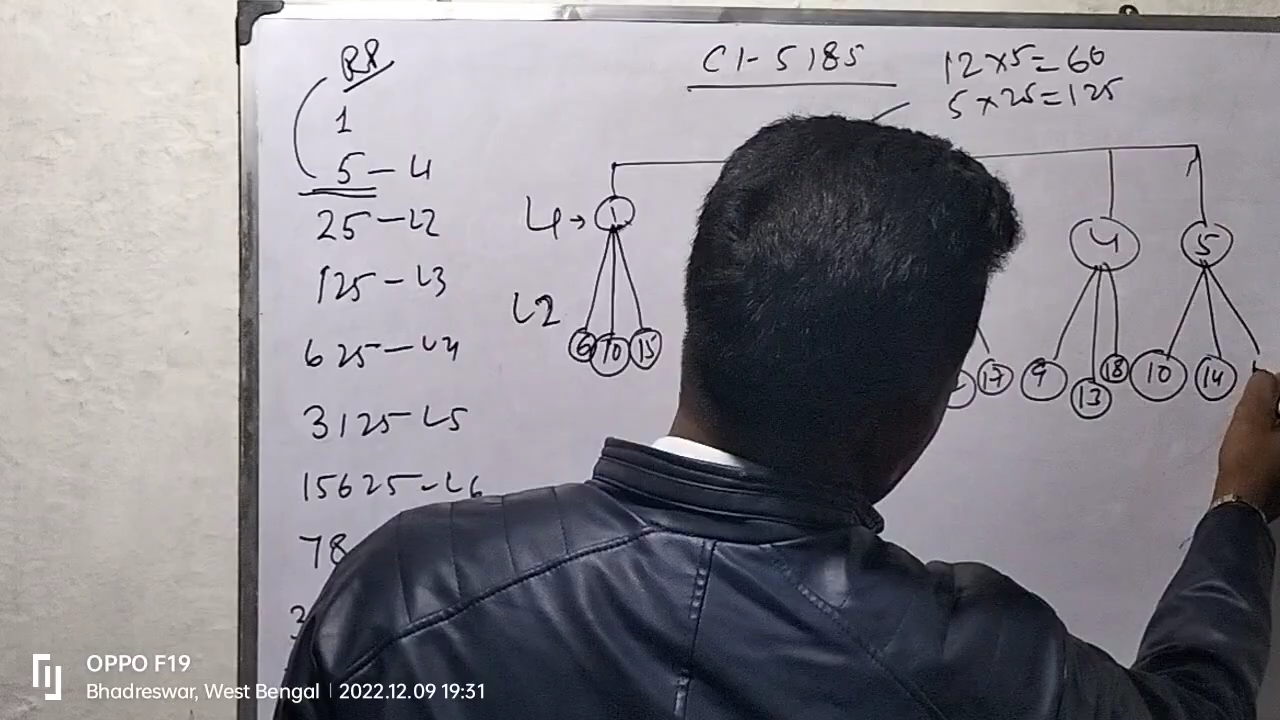 RP
1
5 - 4
25 - L2
125 - L3
625 - L4
3125 - L5
15625 - L6
78
3
C1-5185
12 x 5 = 60
5 x 25 = 125
1
4
5
L2
6 10 15
17 9 13 18 10 14
OPPO F19
Bhadreswar, West Bengal | 2022.12.09 19:31